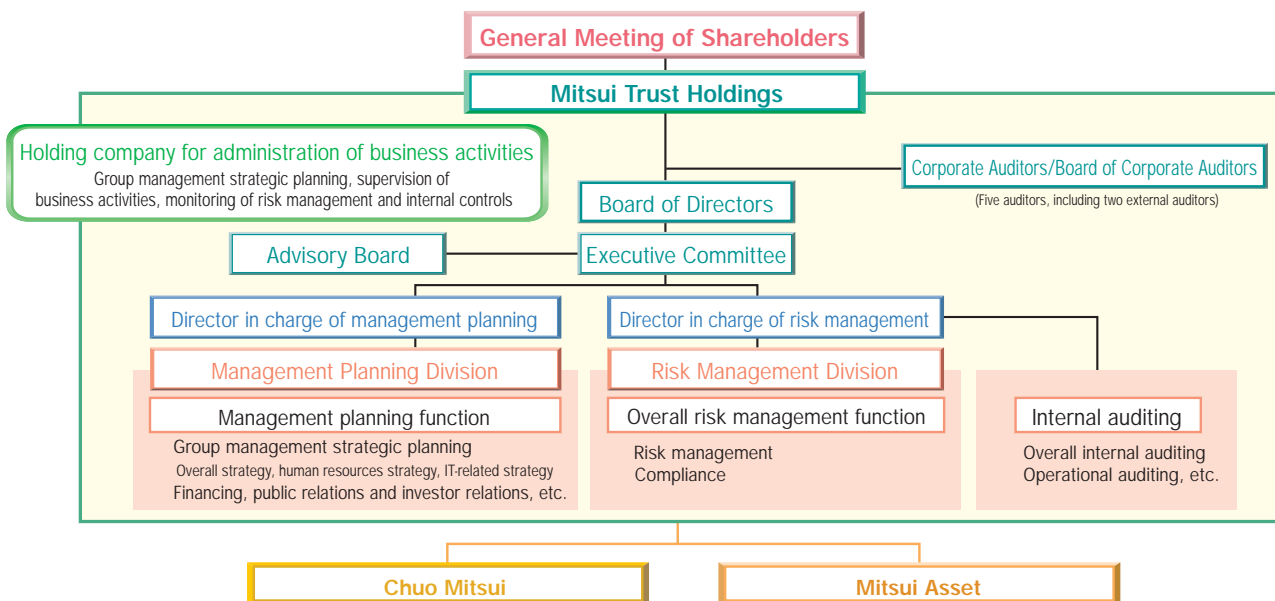 General Meeting of Shareholders
Mitsui Trust Holdings
Holding company for administration of business activities
Group management strategic planning, supervision of
business activities, monitoring of risk management and internal controls
Corporate Auditors/Board of Corporate Auditors
(Five auditors, including two external auditors)
Board of Directors
Advisory Board
Executive Committee
Director in charge of management planning
Director in charge of risk management
Management Planning Division
Risk Management Division
Management planning function
Overall risk management function
Internal auditing
Group management strategic planning
Overall strategy, human resources strategy, IT-related strategy
Financing, public relations and investor relations, etc.
Risk management
Compliance
Overall internal auditing
Operational auditing, etc.
Chuo Mitsui
Mitsui Asset